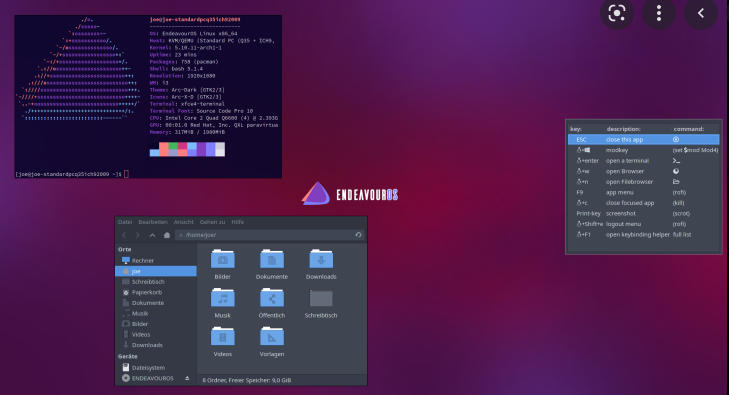 joe@joe-standardpcq35ich92009
OS: EndeavourOS Linux x86_64
Host: KVM/QEMU (Standard PC (Q35 + ICH9,
Kernel: 5.10.11-arch1-1
Uptime: 23 mins
Packages: 758 (pacman)
Shell: bash 5.1.4
Resolution: 1920x1080
WM: i3
Theme: Arc-Dark [GTK2/3]
Icons: Arc-X-D [GTK2/3]
Terminal: xfce4-terminal
Terminal Font: Source Code Pro 10
CPU: Intel Core 2 Quad Q6600 (4) @ 2.393G
GPU: 00:01.0 Red Hat, Inc. QXL paravirtua
Memory: 317MiB / 1980MiB
[joe@joe-standardpcq35ich92009 ~]$
key: description: command:
ESC close this app
modkey (set $mod Mod4)
+enter open a terminal
+w open Browser
+n open Filebrowser
F9 app menu (rofi)
+c close focused app (kill)
Print-key screenshot (scrot)
+Shift+e logout menu (rofi)
+F1 open keybinding helper full list
ENDEAVOUROS
Datei Bearbeiten Ansicht Gehen zu Hilfe
/home/joe/
Orte
Rechner
joe
Schreibtisch
Papierkorb
Dokumente
Musik
Bilder
Videos
Downloads
Geräte
Dateisystem
ENDEAVOUROS
Bilder Dokumente Downloads
Musik Öffentlich Schreibtisch
Videos Vorlagen
8 Ordner, Freier Speicher: 9,0 GiB